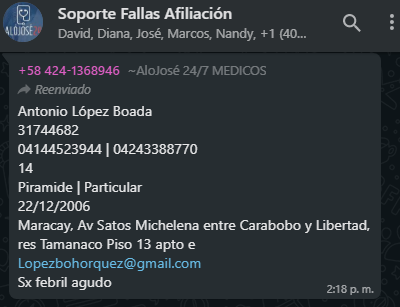 ALOJOSÉ
Soporte Fallas Afiliación
David, Diana, José, Marcos, Nandy, +1 (40...
+58 424-1368946 ~AloJosé 24/7 MEDICOS
Reenviado
Antonio López Boada
31744682
04144523944 | 04243388770
14
Piramide | Particular
22/12/2006
Maracay, Av Satos Michelena entre Carabobo y Libertad,
res Tamanaco Piso 13 apto e
Lopezbohorquez@gmail.com
Sx febril agudo
2:18 p. m.